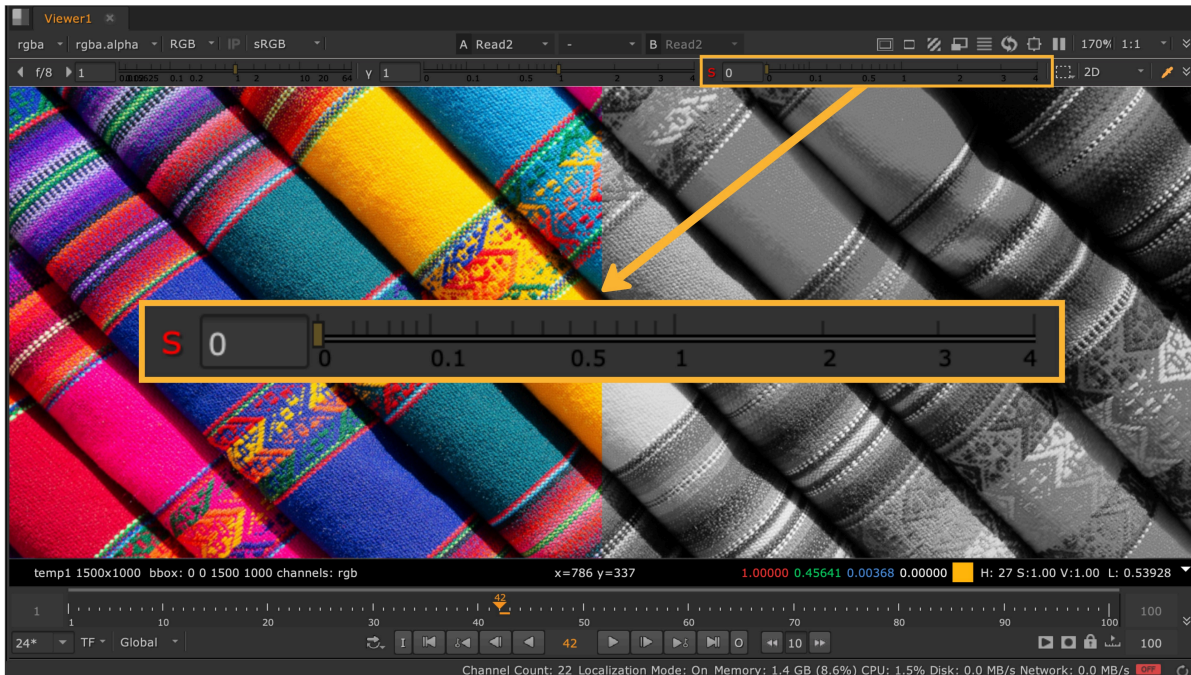 Viewer1 ×
rgba rgba.alpha RGB IP sRGB A Read2 - B Read2 170% 1:1
f/8 1 0.1 0.2 1 2 10 20 64 γ 1 0 0.1 0.5 1 2 3 4 S 0 0 0.1 0.5 1 2 3 4 2D
S 0 0 0.1 0.5 1 2 3 4
temp1 1500x1000 bbox: 0 0 1500 1000 channels: rgb x=786 y=337 1.00000 0.45641 0.00368 0.00000 H: 27 S:1.00 V:1.00 L: 0.53928
42
1 100
1 10 20 30 40 50 60 70 80 90 100
24* TF Global I 42 O 10 100
Channel Count: 22 Localization Mode: On Memory: 1.4 GB (8.6%) CPU: 1.5% Disk: 0.0 MB/s Network: 0.0 MB/s OFF